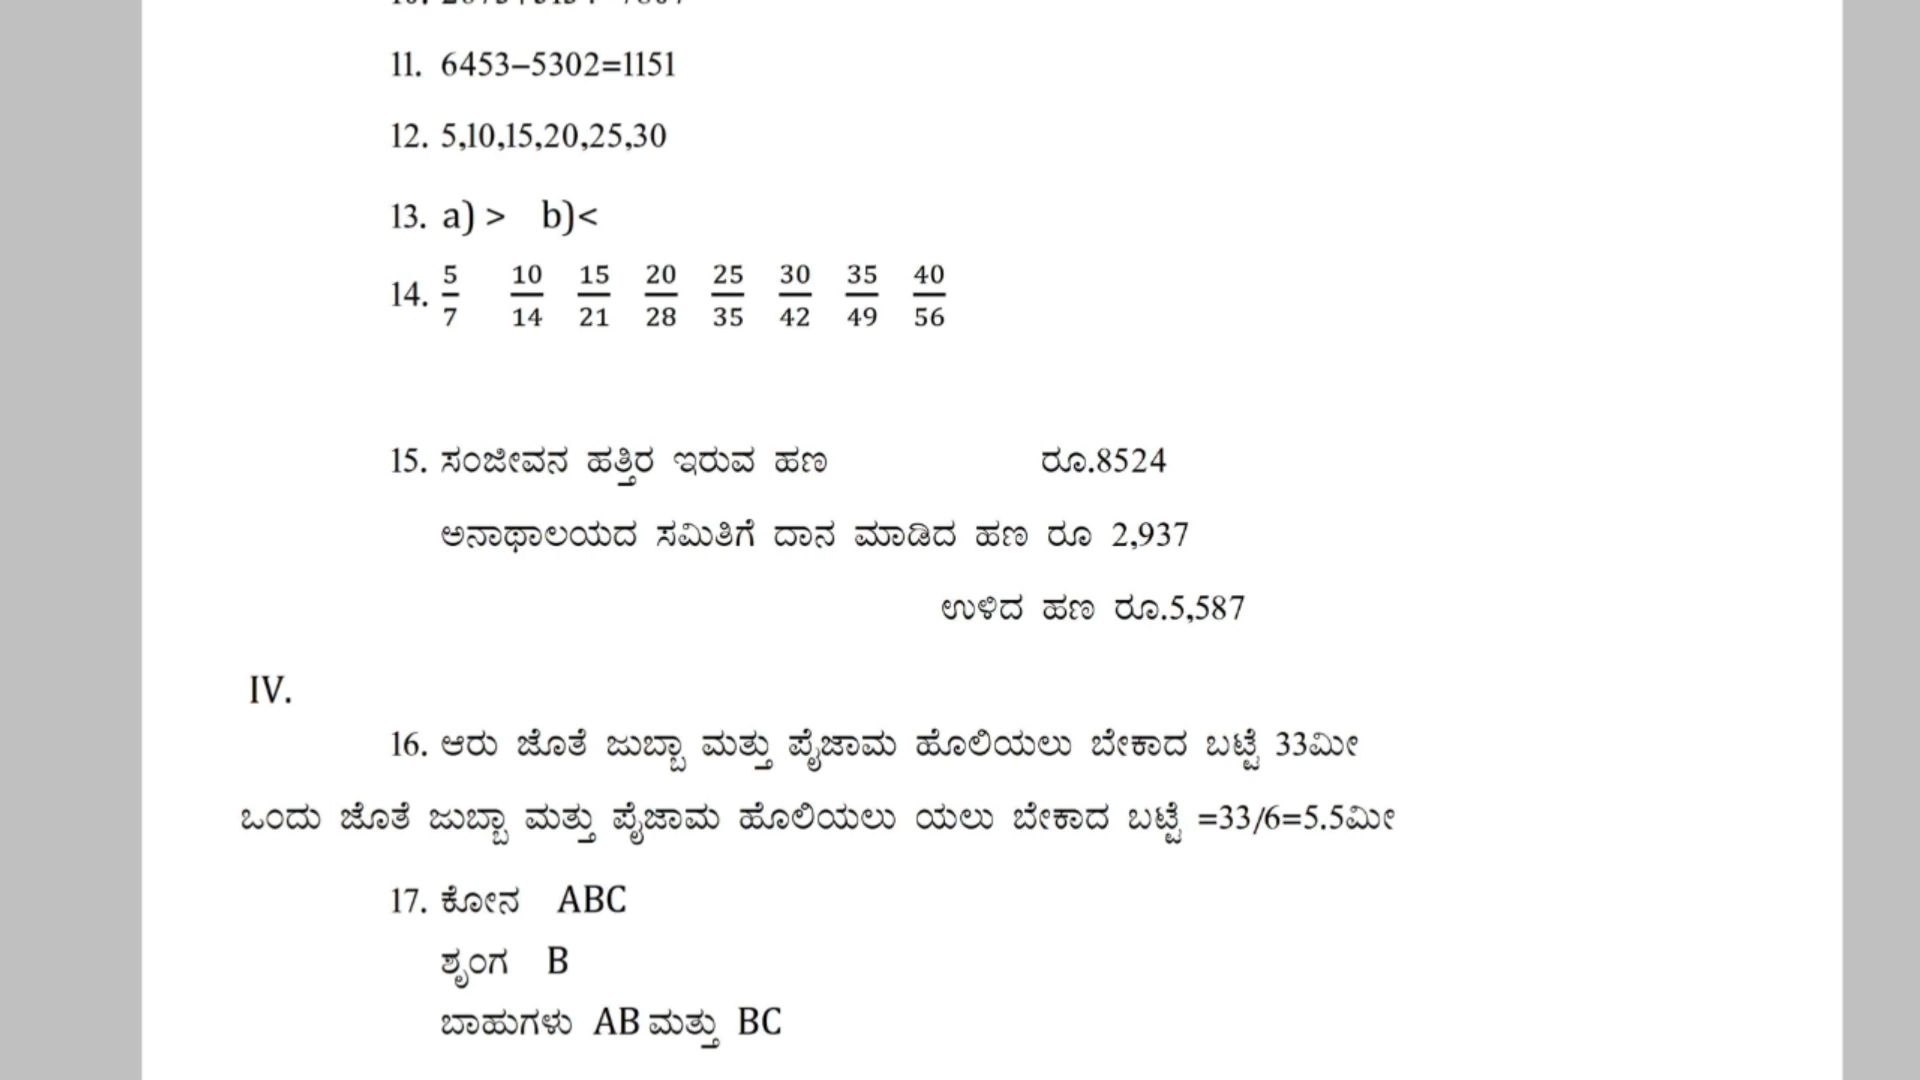 11. 6453–5302=1151
12. 5,10,15,20,25,30
13. a) > b)<
14. 5/7 10/14 15/21 20/28 25/35 30/42 35/49 40/56
15. ಸಂಜೀವನ ಹತ್ತಿರ ಇರುವ ಹಣ ರೂ.8524
ಅನಾಥಾಲಯದ ಸಮಿತಿಗೆ ದಾನ ಮಾಡಿದ ಹಣ ರೂ 2,937
ಉಳಿದ ಹಣ ರೂ.5,587
IV.
16. ಆರು ಜೊತೆ ಜುಬ್ಬಾ ಮತ್ತು ಪೈಜಾಮ ಹೊಲಿಯಲು ಬೇಕಾದ ಬಟ್ಟೆ 33ಮೀ
ಒಂದು ಜೊತೆ ಜುಬ್ಬಾ ಮತ್ತು ಪೈಜಾಮ ಹೊಲಿಯಲು ಯಲು ಬೇಕಾದ ಬಟ್ಟೆ =33/6=5.5ಮೀ
17. ಕೋನ ABC
ಶೃಂಗ B
ಬಾಹುಗಳು AB ಮತ್ತು BC